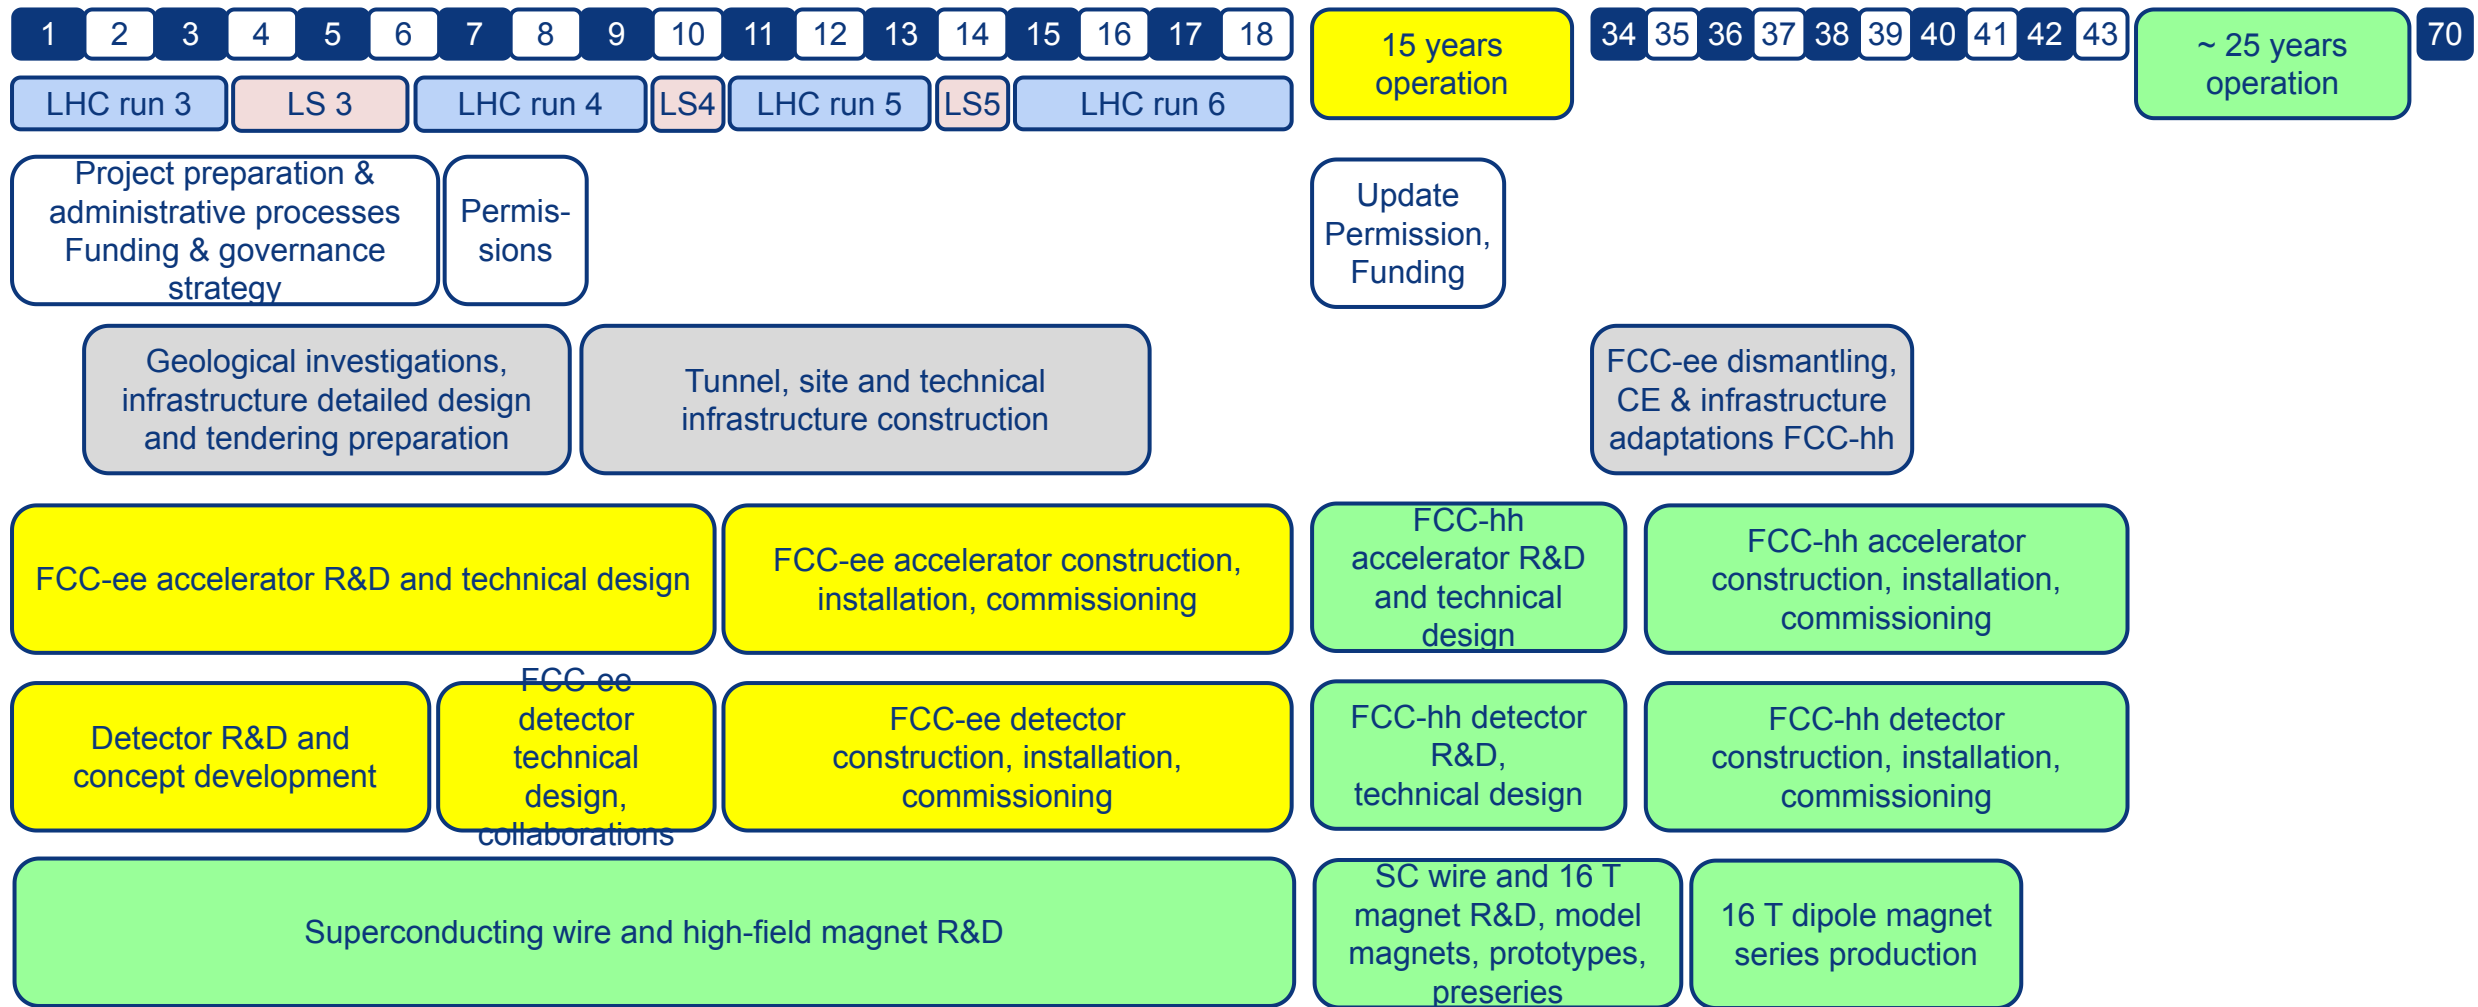 1 2 3 4 5 6 7 8 9 10 11 12 13 14 15 16 17 18
15 years
operation
34 35 36 37 38 39 40 41 42 43
~ 25 years
operation
70
LHC run 3
LS 3
LHC run 4
LS4
LHC run 5
LS5
LHC run 6
Project preparation &
administrative processes
Funding & governance
strategy
Permis-
sions
Update
Permission,
Funding
Geological investigations,
infrastructure detailed design
and tendering preparation
Tunnel, site and technical
infrastructure construction
FCC-ee dismantling,
CE & infrastructure
adaptations FCC-hh
FCC-ee accelerator R&D and technical design
FCC-ee accelerator construction,
installation, commissioning
FCC-hh
accelerator R&D
and technical
design
FCC-hh accelerator
construction, installation,
commissioning
Detector R&D and
concept development
FCC-ee
detector
technical
design,
collaborations
FCC-ee detector
construction, installation,
commissioning
FCC-hh detector
R&D,
technical design
FCC-hh detector
construction, installation,
commissioning
Superconducting wire and high-field magnet R&D
SC wire and 16 T
magnet R&D, model
magnets, prototypes,
preseries
16 T dipole magnet
series production